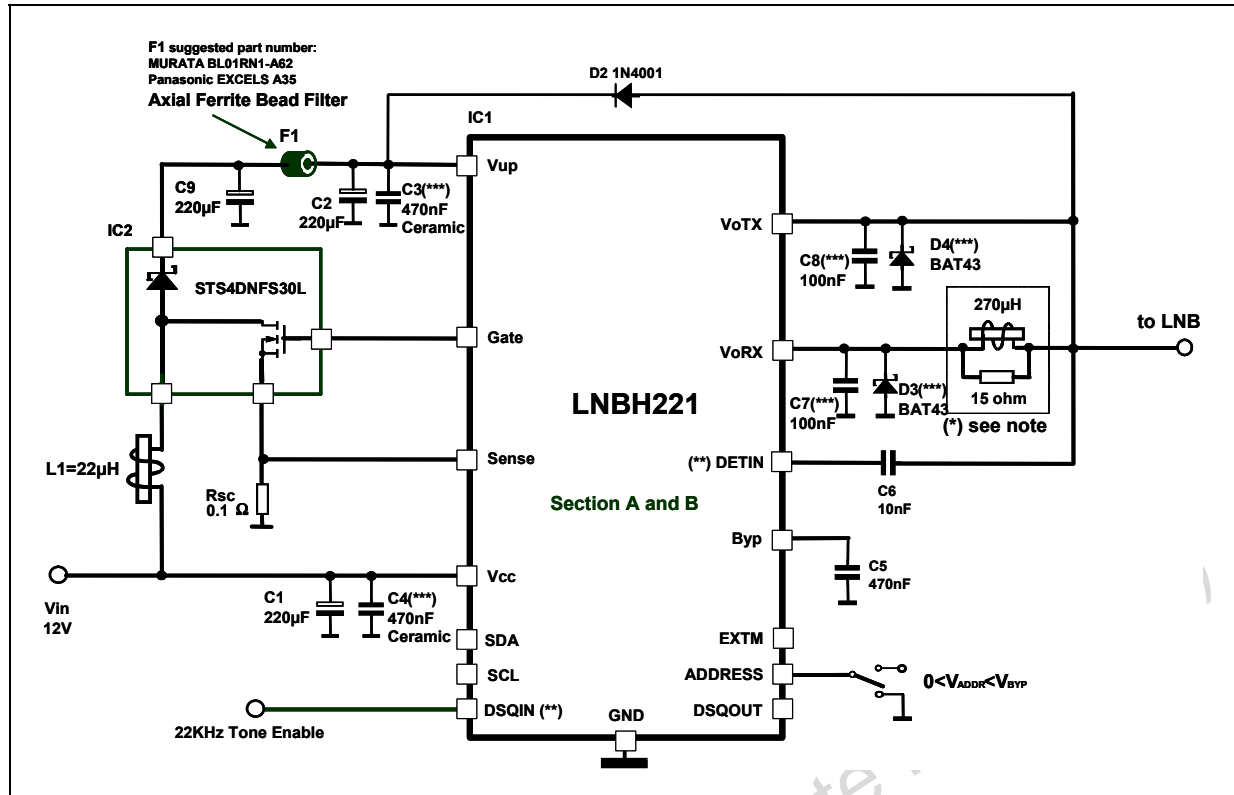 F1 suggested part number:
MURATA BL01RN1-A62
Panasonic EXCELS A35
Axial Ferrite Bead Filter
D2 1N4001
IC1
F1
Vup
C9
220µF
C2
220µF
C3(***)
470nF
Ceramic
IC2
STS4DNFS30L
VoTX
C8(***)
100nF
D4(***)
BAT43
270µH
to LNB
Gate
VoRX
LNBH221
C7(***)
100nF
D3(***)
BAT43
15 ohm
(*) see note
L1=22µH
Sense
(**) DETIN
C6
10nF
Rsc
0.1 Ω
Section A and B
Byp
C5
470nF
Vcc
Vin
12V
C1
220µF
C4(***)
470nF
Ceramic
SDA
EXTM
SCL
ADDRESS
0<VADDR<VBYP
DSQIN (**)
DSQOUT
GND
22KHz Tone Enable